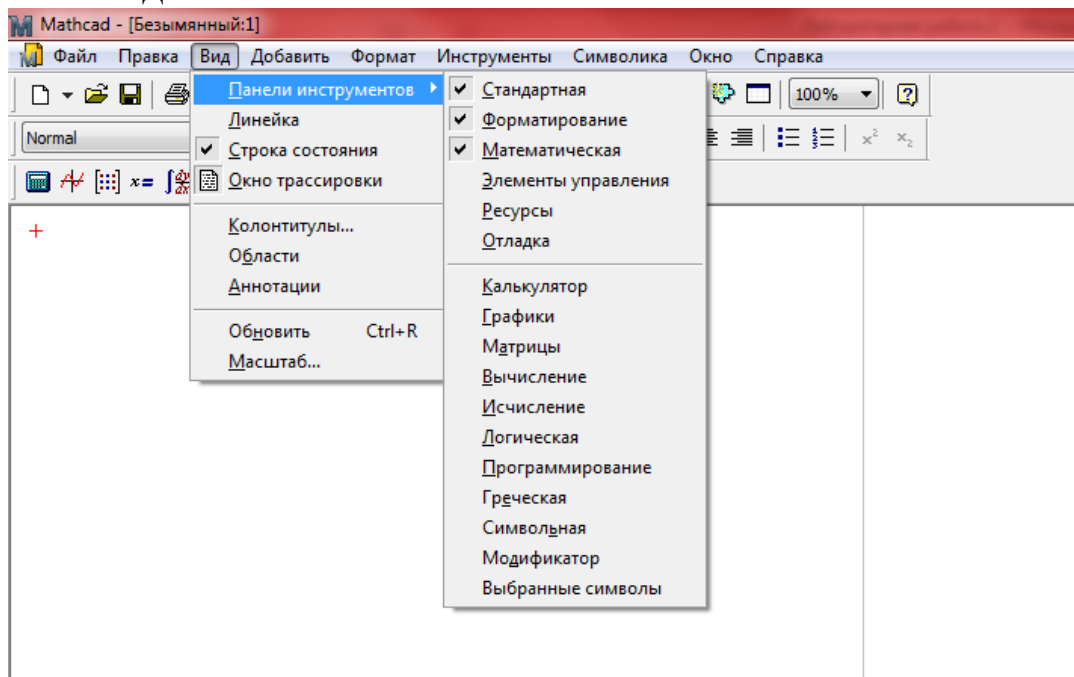 Mathcad - [Безымянный:1]
Файл Правка Вид Добавить Формат Инструменты Символика Окно Справка
100%
Normal
Панели инструментов
Линейка
Строка состояния
Окно трассировки
Колонтитулы...
Области
Аннотации
Обновить Ctrl+R
Масштаб...
Стандартная
Форматирование
Математическая
Элементы управления
Ресурсы
Отладка
Калькулятор
Графики
Матрицы
Вычисление
Исчисление
Логическая
Программирование
Греческая
Символьная
Модификатор
Выбранные символы